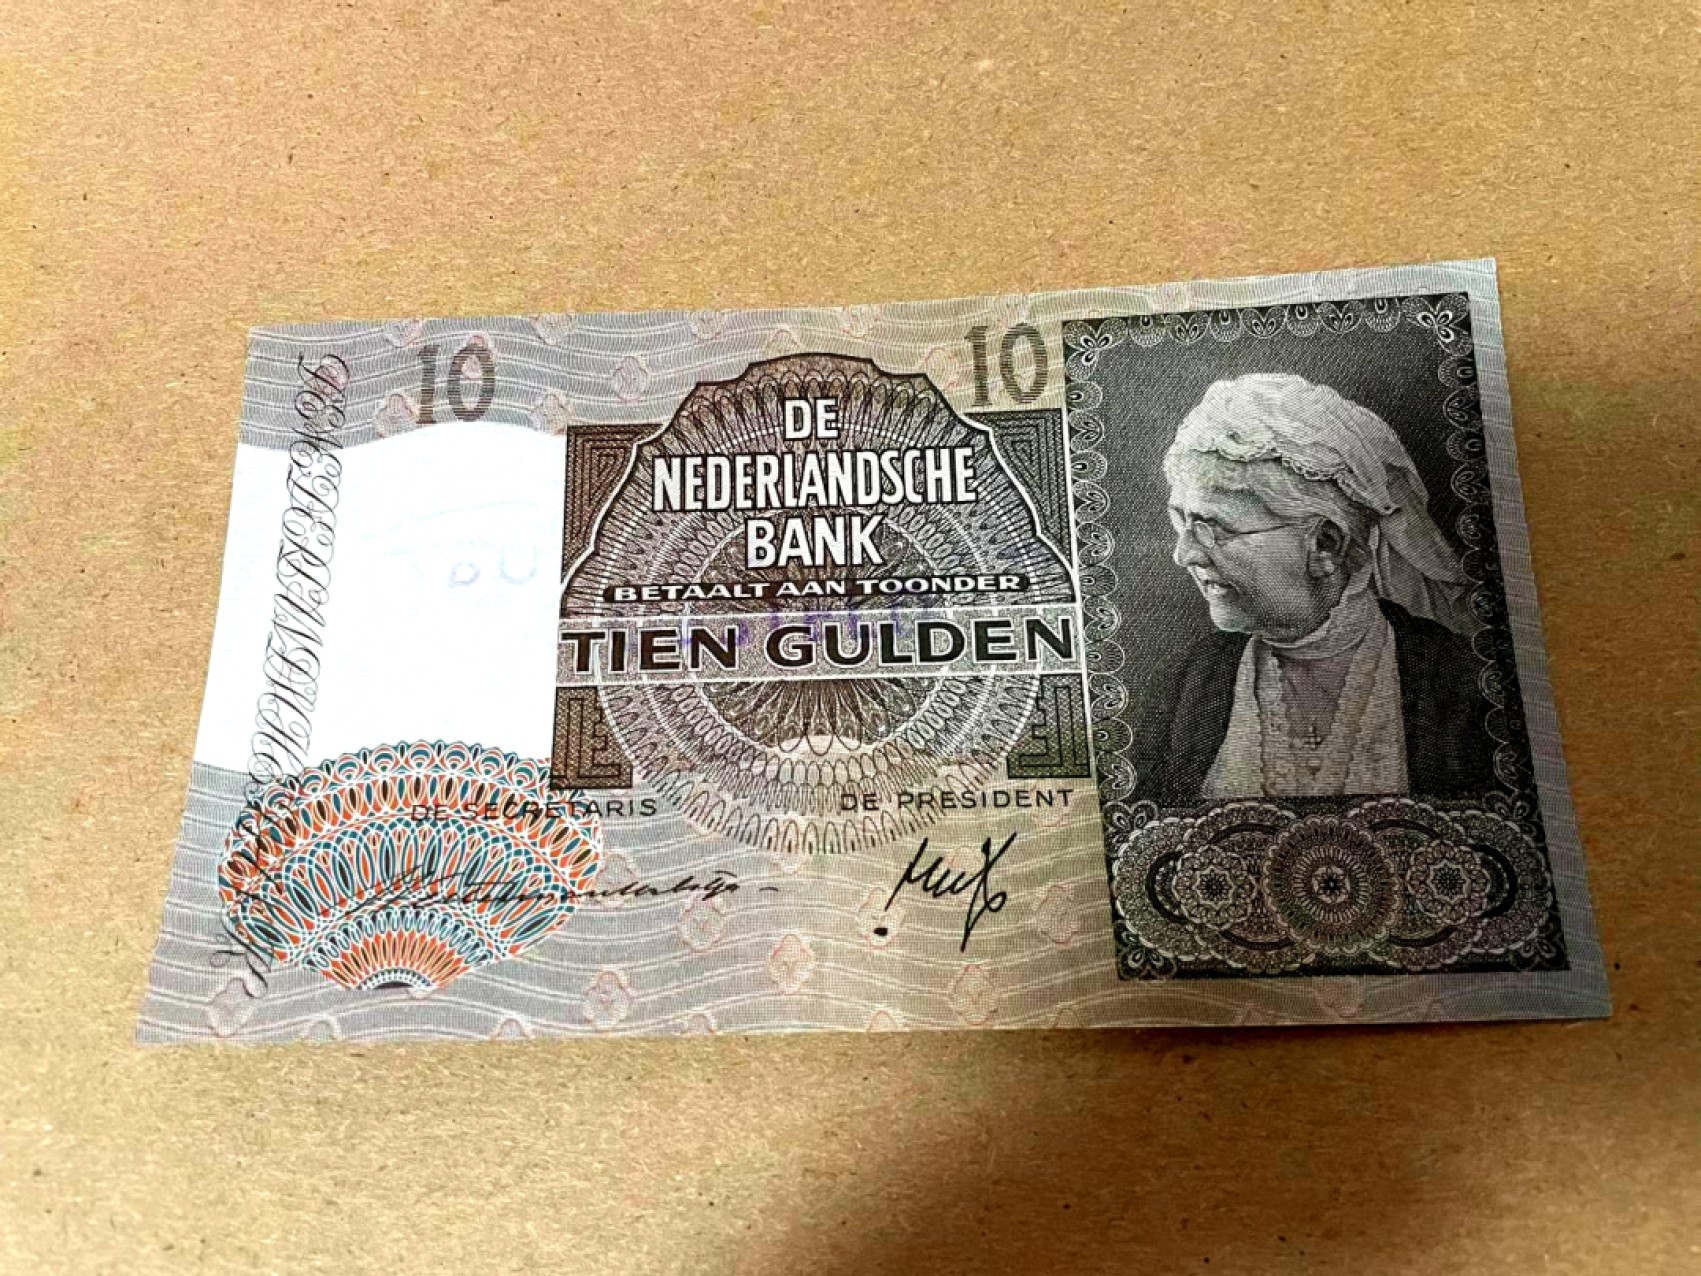 10
10
DE
NEDERLANDSCHE
BANK
BETAALT AAN TOONDER
TIEN GULDEN
DE SECRETARIS
DE PRESIDENT